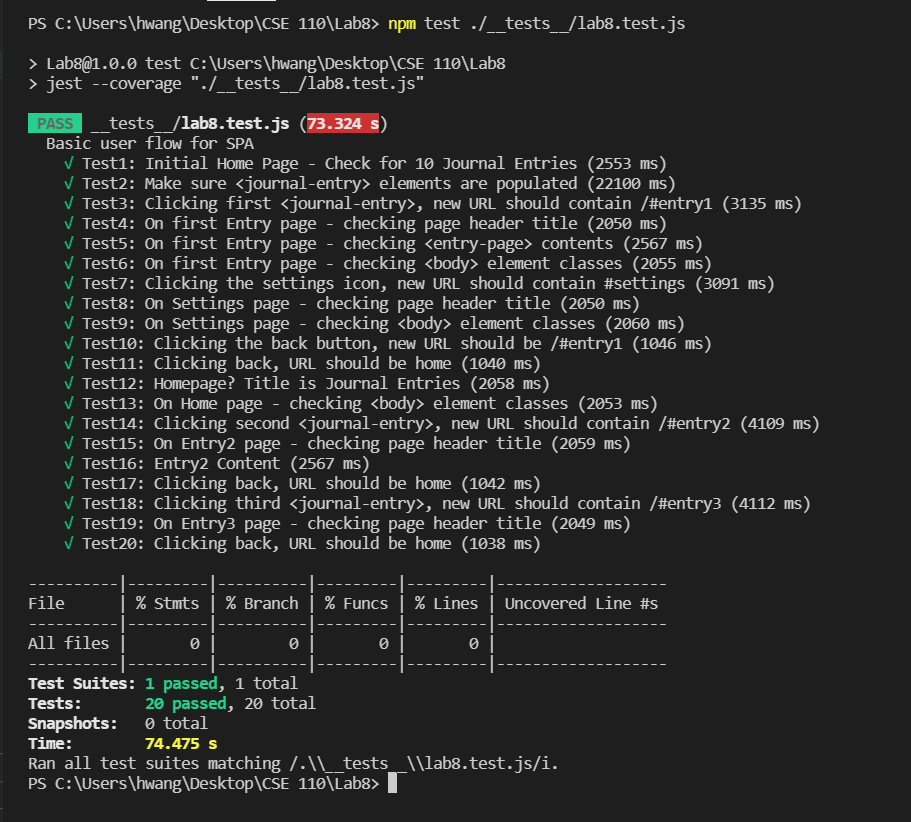 PS C:\Users\hwang\Desktop\CSE 110\Lab8> npm test ./__tests__/lab8.test.js
> Lab8@1.0.0 test C:\Users\hwang\Desktop\CSE 110\Lab8
> jest --coverage "./__tests__/lab8.test.js"
PASS __tests__/lab8.test.js (73.324 s)
Basic user flow for SPA
√ Test1: Initial Home Page - Check for 10 Journal Entries (2553 ms)
√ Test2: Make sure <journal-entry> elements are populated (22100 ms)
√ Test3: Clicking first <journal-entry>, new URL should contain /#entry1 (3135 ms)
√ Test4: On first Entry page - checking page header title (2050 ms)
√ Test5: On first Entry page - checking <entry-page> contents (2567 ms)
√ Test6: On first Entry page - checking <body> element classes (2055 ms)
√ Test7: Clicking the settings icon, new URL should contain #settings (3091 ms)
√ Test8: On Settings page - checking page header title (2050 ms)
√ Test9: On Settings page - checking <body> element classes (2060 ms)
√ Test10: Clicking the back button, new URL should be /#entry1 (1046 ms)
√ Test11: Clicking back, URL should be home (1040 ms)
√ Test12: Homepage? Title is Journal Entries (2058 ms)
√ Test13: On Home page - checking <body> element classes (2053 ms)
√ Test14: Clicking second <journal-entry>, new URL should contain /#entry2 (4109 ms)
√ Test15: On Entry2 page - checking page header title (2059 ms)
√ Test16: Entry2 Content (2567 ms)
√ Test17: Clicking back, URL should be home (1042 ms)
√ Test18: Clicking third <journal-entry>, new URL should contain /#entry3 (4112 ms)
√ Test19: On Entry3 page - checking page header title (2049 ms)
√ Test20: Clicking back, URL should be home (1038 ms)
----------|---------|----------|---------|---------|-------------------
File      | % Stmts | % Branch | % Funcs | % Lines | Uncovered Line #s
----------|---------|----------|---------|---------|-------------------
All files |       0 |        0 |       0 |       0 |
----------|---------|----------|---------|---------|-------------------
Test Suites: 1 passed, 1 total
Tests:       20 passed, 20 total
Snapshots:   0 total
Time:        74.475 s
Ran all test suites matching /.\\__tests__\\lab8.test.js/i.
PS C:\Users\hwang\Desktop\CSE 110\Lab8>